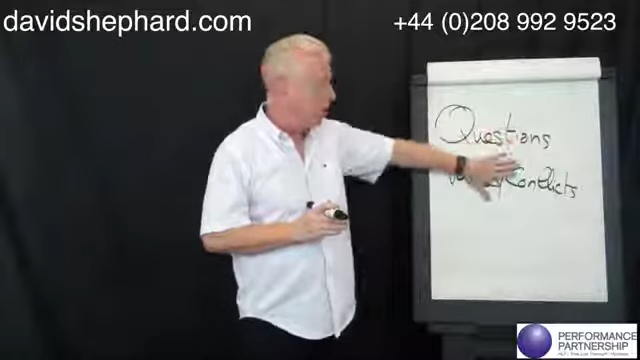 davidshephard.com
+44 (0)208 992 9523
Questions
Conflicts
PERFORMANCE
PARTNERSHIP